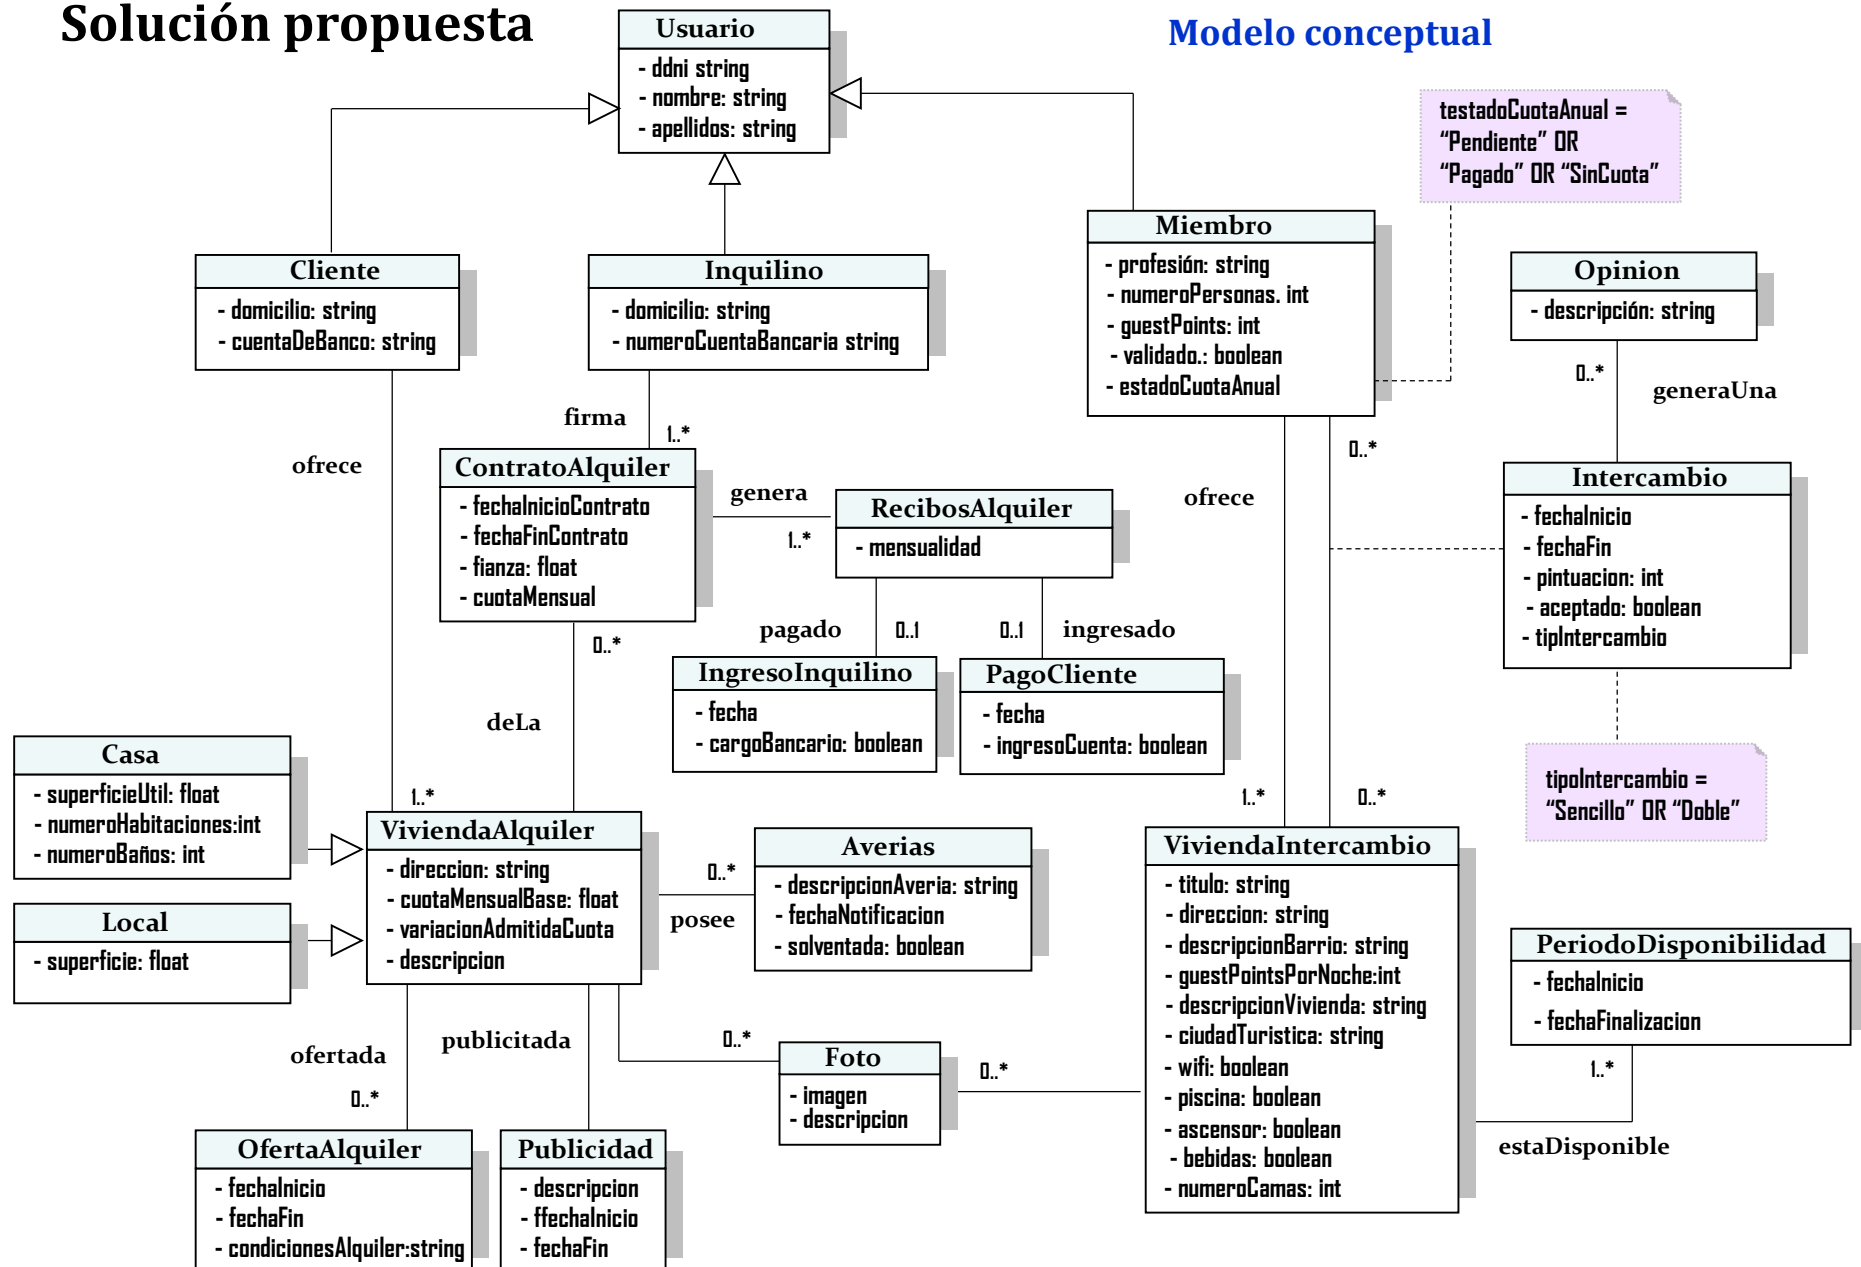 Solución propuesta
Modelo conceptual
Usuario
- ddni string
- nombre: string
- apellidos: string
testadoCuotaAnual =
“Pendiente” OR
“Pagado” OR “SinCuota”
Cliente
- domicilio: string
- cuentaDeBanco: string
Inquilino
- domicilio: string
- numeroCuentaBancaria string
Miembro
- profesión: string
- numeroPersonas. int
- guestPoints: int
- validado.: boolean
- estadoCuotaAnual
Opinion
- descripción: string
0..*
generaUna
firma
1..*
ofrece
0..*
ContratoAlquiler
- fechaInicioContrato
- fechaFinContrato
- fianza: float
- cuotaMensual
genera
1..*
RecibosAlquiler
- mensualidad
ofrece
Intercambio
- fechaInicio
- fechaFin
- pintuacion: int
- aceptado: boolean
- tipIntercambio
0..*
pagado
0..1
0..1
ingresado
IngresoInquilino
- fecha
- cargoBancario: boolean
PagoCliente
- fecha
- ingresoCuenta: boolean
deLa
tipoIntercambio =
“Sencillo” OR “Doble”
Casa
- superficieUtil: float
- numeroHabitaciones:int
- numeroBaños: int
1..*
1..*
0..*
ViviendaAlquiler
- direccion: string
- cuotaMensualBase: float
- variacionAdmitidaCuota
- descripcion
0..*
posee
Averias
- descripcionAveria: string
- fechaNotificacion
- solventada: boolean
Local
- superficie: float
ViviendaIntercambio
- titulo: string
- direccion: string
- descripcionBarrio: string
- guestPointsPorNoche:int
- descripcionVivienda: string
- ciudadTuristica: string
- wifi: boolean
- piscina: boolean
- ascensor: boolean
- bebidas: boolean
- numeroCamas: int
PeriodoDisponibilidad
- fechaInicio
- fechaFinalizacion
1..*
estaDisponible
ofertada
0..*
publicitada
0..*
Foto
- imagen
- descripcion
0..*
OfertaAlquiler
- fechaInicio
- fechaFin
- condicionesAlquiler:string
Publicidad
- descripcion
- ffechaInicio
- fechaFin